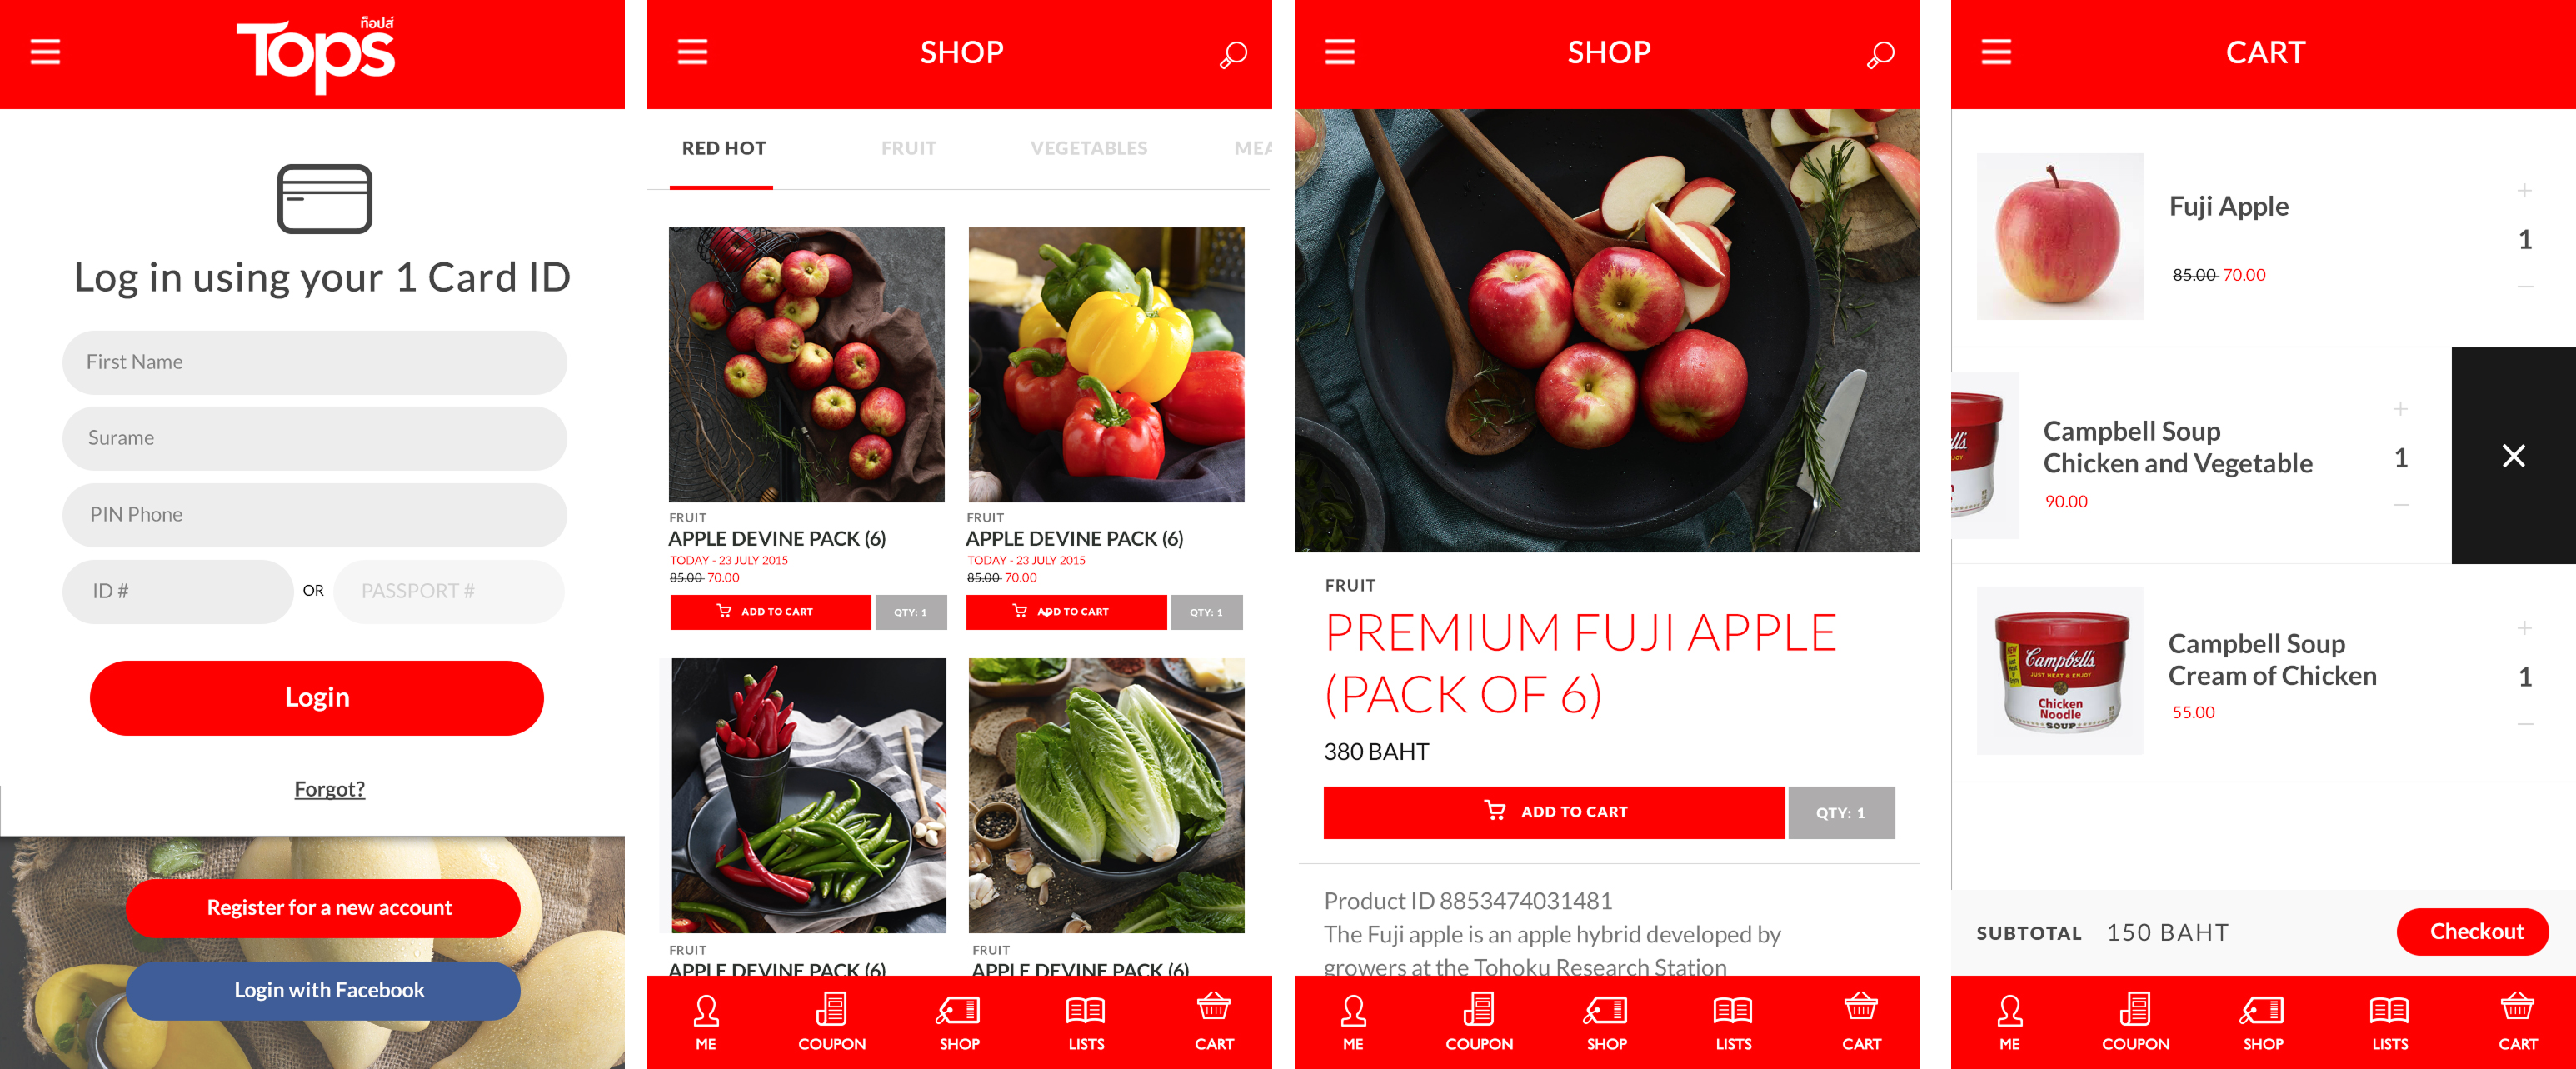 ท็อปส์
Tops
Log in using your 1 Card ID
First Name
Surame
PIN Phone
ID # OR PASSPORT #
Login
Forgot?
Register for a new account
Login with Facebook
SHOP
RED HOT FRUIT VEGETABLES MEA
FRUIT
APPLE DEVINE PACK (6)
TODAY - 23 JULY 2015
85.00 70.00
ADD TO CART QTY: 1
FRUIT
APPLE DEVINE PACK (6)
TODAY - 23 JULY 2015
85.00 70.00
ADD TO CART QTY: 1
FRUIT
APPLE DEVINE PACK (6)
FRUIT
APPLE DEVINE PACK (6)
ME COUPON SHOP LISTS CART
SHOP
FRUIT
PREMIUM FUJI APPLE
(PACK OF 6)
380 BAHT
ADD TO CART QTY: 1
Product ID 8853474031481
The Fuji apple is an apple hybrid developed by
growers at the Tohoku Research Station
ME COUPON SHOP LISTS CART
CART
Fuji Apple
85.00 70.00
1
Campbell Soup
Chicken and Vegetable
90.00
1
Campbell's
JUST HEAT & ENJOY
Chicken
Noodle
SOUP
Campbell Soup
Cream of Chicken
55.00
1
SUBTOTAL 150 BAHT Checkout
ME COUPON SHOP LISTS CART